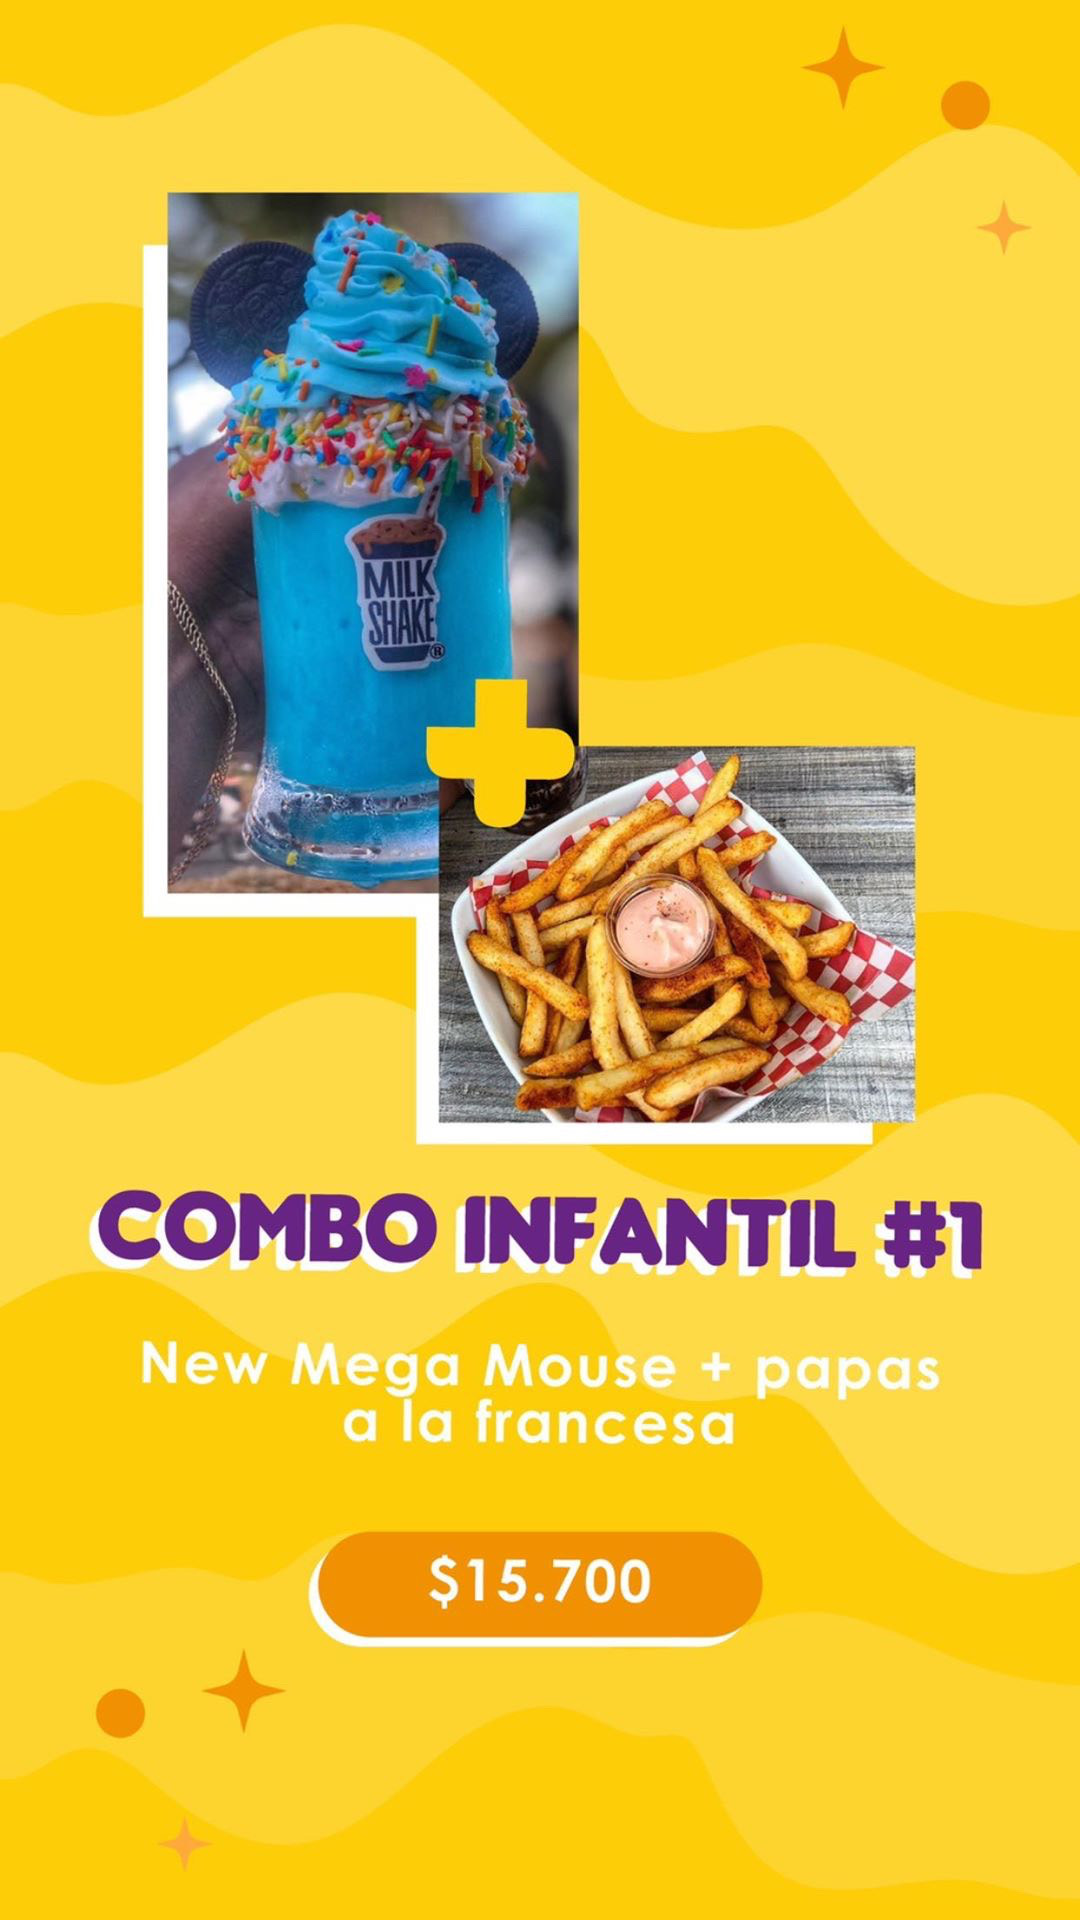 MILK
SHAKE
®
COMBO INFANTIL #1
New Mega Mouse + papas
a la francesa
$15.700